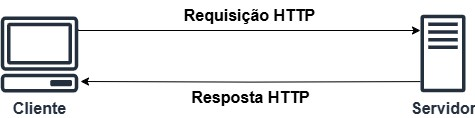 Requisição HTTP
Resposta HTTP
Cliente
Servidor